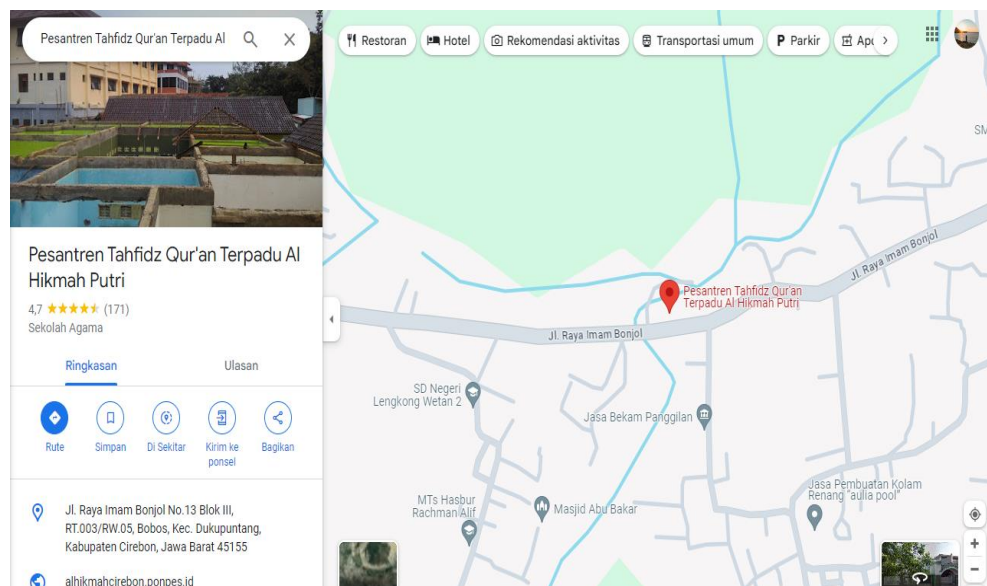 Pesantren Tahfidz Qur'an Terpadu Al
Restoran
Hotel
Rekomendasi aktivitas
Transportasi umum
P Parkir
Pesantren Tahfidz Qur'an Terpadu Al
Hikmah Putri
4,7 (171)
Sekolah Agama
Ringkasan
Ulasan
Rute
Simpan
Di Sekitar
Kirim ke
ponsel
Bagikan
Jl. Raya Imam Bonjol No.13 Blok III,
RT.003/RW.05, Bobos, Kec. Dukupuntang,
Kabupaten Cirebon, Jawa Barat 45155
alhikmahcirebon.ponpes.id
SM
Jl. Raya Imam Bonjol
Pesantren Tahfidz Qur'an
Terpadu Al Hikmah Putri
Jl. Raya Imam Bonjol
SD Negeri
Lengkong Wetan 2
Jasa Bekam Panggilan
Jasa Pembuatan Kolam
Renang "aulia pool"
MTs Hasbur
Rachman Alif
Masjid Abu Bakar